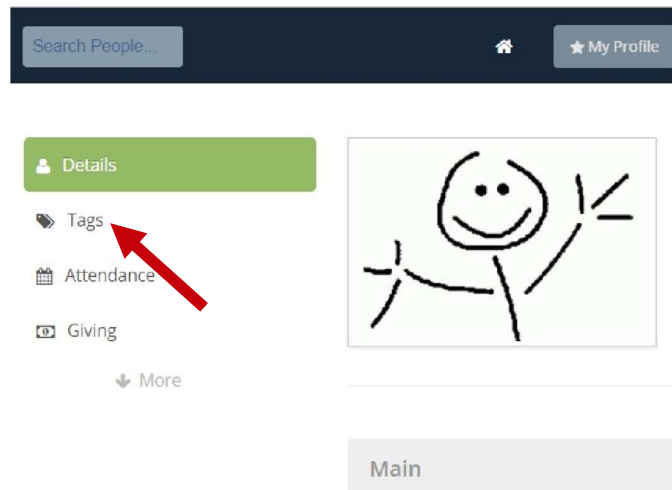 Search People...
My Profile
Details
Tags
Attendance
Giving
More
Main